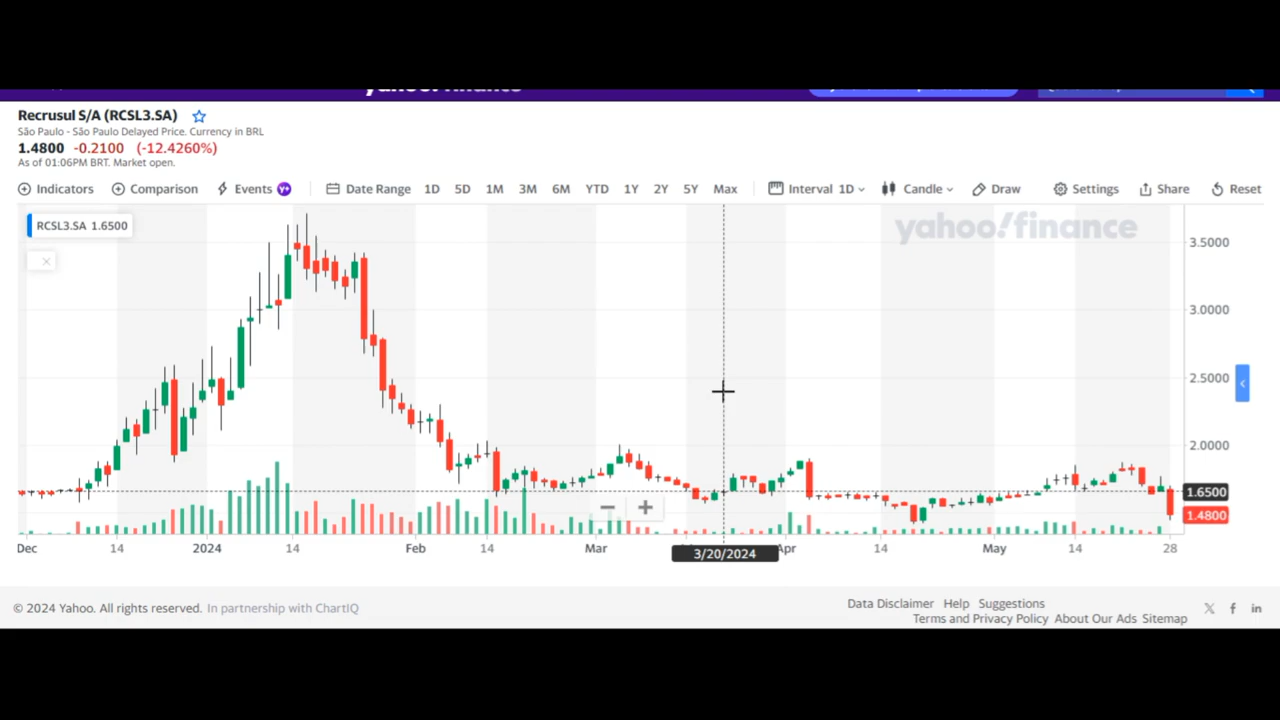 Recrusul S/A (RCSL3.SA)
São Paulo - São Paulo Delayed Price. Currency in BRL
1.4800 -0.2100 (-12.4260%)
As of 01:06PM BRT. Market open.
Indicators Comparison Events Y+ Date Range 1D 5D 1M 3M 6M YTD 1Y 2Y 5Y Max Interval 1D Candle Draw Settings Share Reset
RCSL3.SA 1.6500
yahoo!finance
3.5000
3.0000
2.5000
2.0000
1.6500
1.4800
Dec 14 2024 14 Feb 14 Mar 3/20/2024 Apr 14 May 14 28
© 2024 Yahoo. All rights reserved. In partnership with ChartIQ
Data Disclaimer Help Suggestions
Terms and Privacy Policy About Our Ads Sitemap